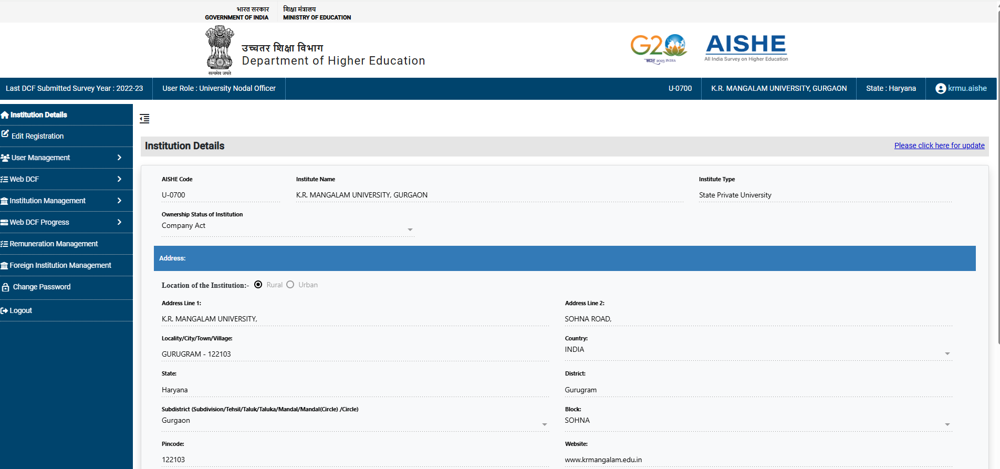 भारत सरकार
GOVERNMENT OF INDIA
शिक्षा मंत्रालय
MINISTRY OF EDUCATION
सत्यमेव जयते
उच्चतर शिक्षा विभाग
Department of Higher Education
G20
भारत 2023 INDIA
AISHE
All India Survey on Higher Education
Last DCF Submitted Survey Year : 2022-23
User Role : University Nodal Officer
U-0700
K.R. MANGALAM UNIVERSITY, GURGAON
State : Haryana
krmu.aishe
Institution Details
Edit Registration
User Management
Web DCF
Institution Management
Web DCF Progress
Remuneration Management
Foreign Institution Management
Change Password
Logout
Institution Details
Please click here for update
AISHE Code
U-0700
Institute Name
K.R. MANGALAM UNIVERSITY, GURGAON
Institute Type
State Private University
Ownership Status of Institution
Company Act
Address:
Location of the Institution:- Rural Urban
Address Line 1:
K.R. MANGALAM UNIVERSITY,
Address Line 2:
SOHNA ROAD,
Locality/City/Town/Village:
GURUGRAM - 122103
Country:
INDIA
State:
Haryana
District:
Gurugram
Subdistrict (Subdivision/Tehsil/Taluk/Taluka/Mandal/Mandal(Circle) /Circle)
Gurgaon
Block:
SOHNA
Pincode:
122103
Website:
www.krmangalam.edu.in